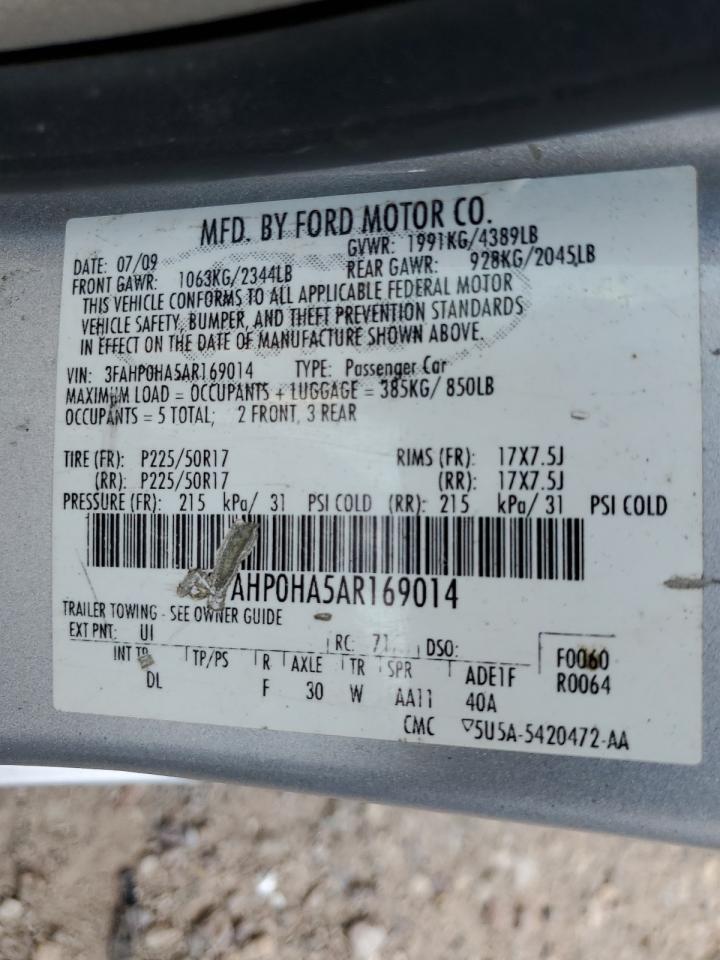 MFD. BY FORD MOTOR CO.
DATE: 07/09 GVWR: 1991KG/4389LB
FRONT GAWR: 1063KG/2344LB REAR GAWR: 928KG/2045LB
THIS VEHICLE CONFORMS TO ALL APPLICABLE FEDERAL MOTOR
VEHICLE SAFETY, BUMPER, AND THEFT PREVENTION STANDARDS
IN EFFECT ON THE DATE OF MANUFACTURE SHOWN ABOVE.
VIN: 3FAHP0HA5AR169014 TYPE: Passenger Car
MAXIMUM LOAD = OCCUPANTS + LUGGAGE = 385KG/ 850LB
OCCUPANTS = 5 TOTAL; 2 FRONT, 3 REAR
TIRE (FR): P225/50R17 RIMS (FR): 17X7.5J
(RR): P225/50R17 (RR): 17X7.5J
PRESSURE (FR): 215 kPa/ 31 PSI COLD (RR): 215 kPa/ 31 PSI COLD
AHP0HA5AR169014
TRAILER TOWING - SEE OWNER GUIDE
EXT PNT: UI RC: 71 DSO: F0060
INT TR TP/PS R AXLE TR SPR ADE1F R0064
DL F 30 W AA11 40A
CMC ▽5U5A-5420472-AA